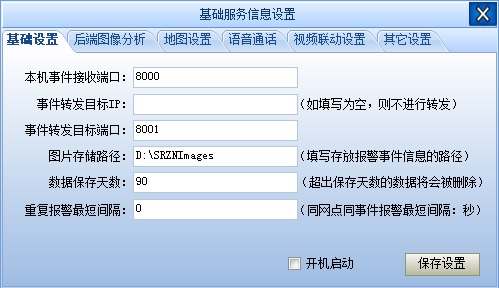 基础服务信息设置
基础设置 后端图像分析 地图设置 语音通话 视频联动设置 其它设置
本机事件接收端口: 8000
事件转发目标IP: (如填写为空，则不进行转发)
事件转发目标端口: 8001
图片存储路径: D:\SRZNImages (填写存放报警事件信息的路径)
数据保存天数: 90 (超出保存天数的数据将会被删除)
重复报警最短间隔: 0 (同网点同事件报警最短间隔: 秒)
开机启动 保存设置